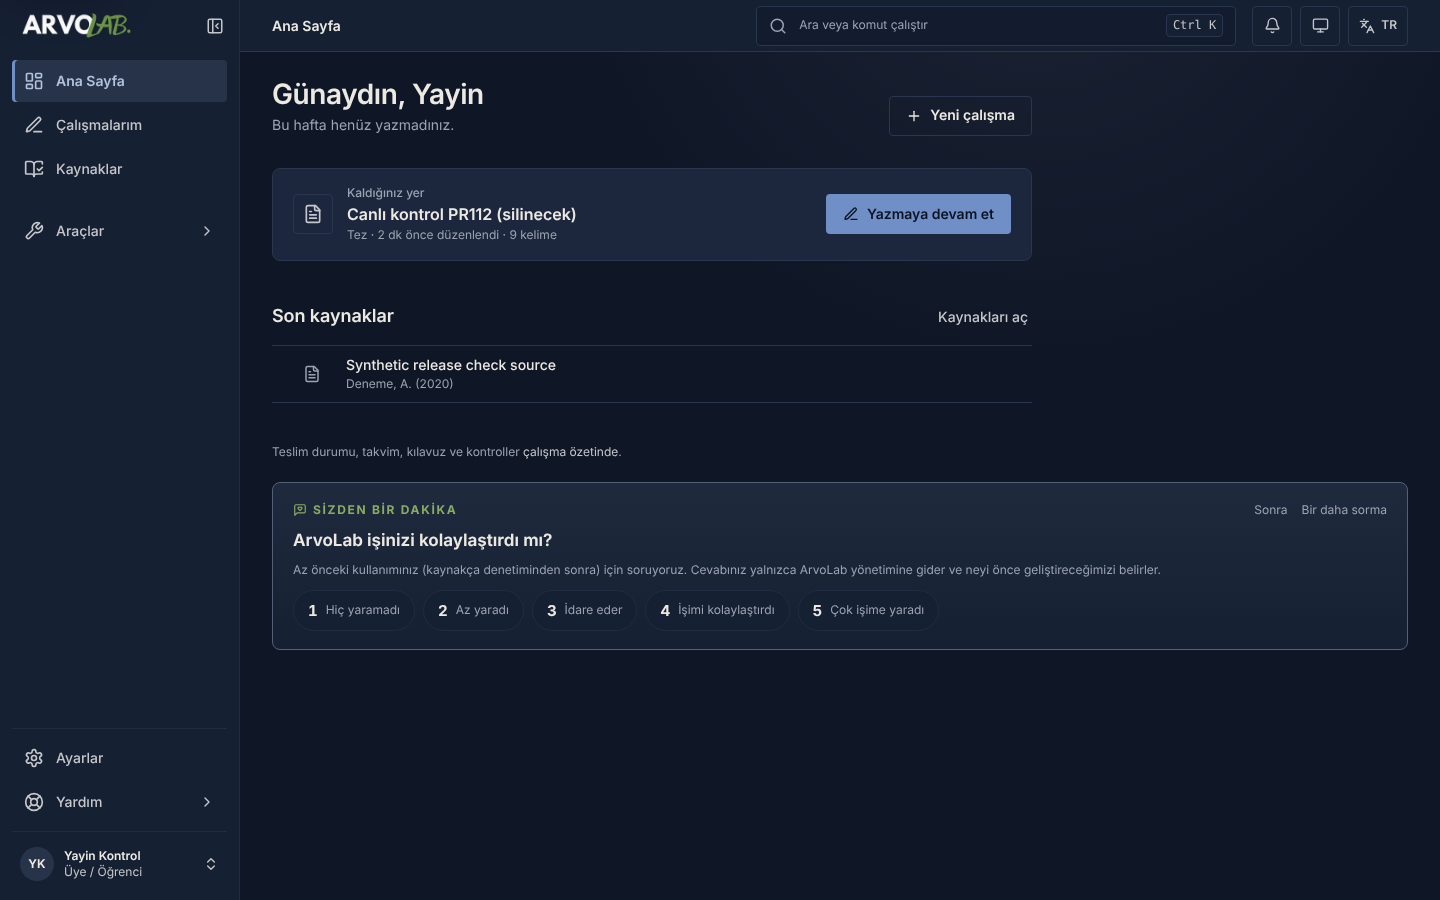 ARVOLAB.
Ana Sayfa
Ara veya komut çalıştır
Ctrl K
TR
Ana Sayfa
Çalışmalarım
Kaynaklar
Araçlar
Günaydın, Yayin
Bu hafta henüz yazmadınız.
Yeni çalışma
Kaldığınız yer
Canlı kontrol PR112 (silinecek)
Tez · 2 dk önce düzenlendi · 9 kelime
Yazmaya devam et
Son kaynaklar
Kaynakları aç
Synthetic release check source
Deneme, A. (2020)
Teslim durumu, takvim, kılavuz ve kontroller çalışma özetinde.
SİZDEN BİR DAKİKA
Sonra
Bir daha sorma
ArvoLab işinizi kolaylaştırdı mı?
Az önceki kullanımınız (kaynakça denetiminden sonra) için soruyoruz. Cevabınız yalnızca ArvoLab yönetimine gider ve neyi önce geliştireceğimizi belirler.
1 Hiç yaramadı
2 Az yaradı
3 İdare eder
4 İşimi kolaylaştırdı
5 Çok işime yaradı
Ayarlar
Yardım
YK
Yayin Kontrol
Üye / Öğrenci